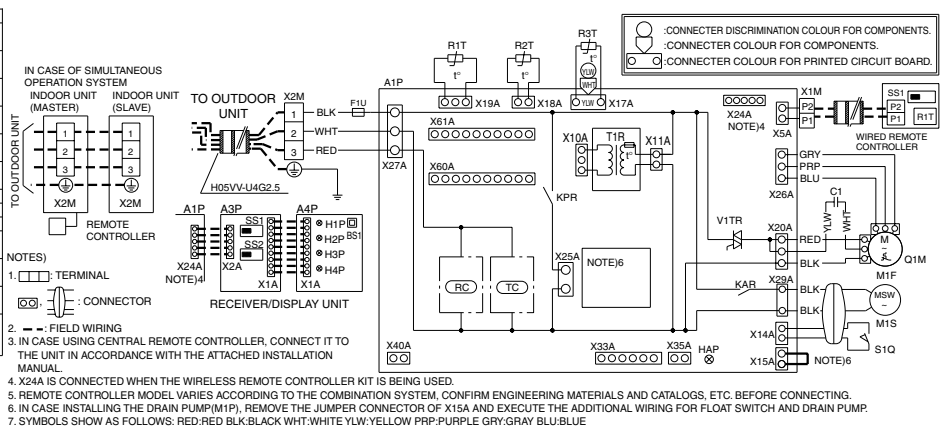 :CONNECTER DISCRIMINATION COLOUR FOR COMPONENTS.
:CONNECTER COLOUR FOR COMPONENTS.
:CONNECTER COLOUR FOR PRINTED CIRCUIT BOARD.
IN CASE OF SIMULTANEOUS
OPERATION SYSTEM
INDOOR UNIT
(MASTER)
INDOOR UNIT
(SLAVE)
TO OUTDOOR UNIT
1
2
3
X2M
1
2
3
X2M
REMOTE
CONTROLLER
TO OUTDOOR
UNIT
X2M
1
2
3
BLK
WHT
RED
F1U
H05VV-U4G2.5
A1P
X27A
R1T
t°
X19A
R2T
t°
X18A
R3T
t°
YLW
WHT
YLW
X17A
X61A
X60A
X10A
T1R
t°
X11A
KPR
X24A
NOTE)4
X1M
P2
P1
X5A
SS1
P2
P1
R1T
WIRED REMOTE
CONTROLLER
GRY
PRP
BLU
X26A
C1
YLW
WHT
V1TR
X20A
RED
BLK
M
~
Q1M
M1F
X25A
NOTE)6
RC
TC
KAR
X29A
BLK
BLK
MSW
~
M1S
X14A
S1Q
X15A
NOTE)6
X40A
X33A
X35A
HAP
A1P
A3P
A4P
SS1
SS2
H1P
H2P
H3P
H4P
BS1
X24A
NOTE)4
X2A
X1A
X1A
RECEIVER/DISPLAY UNIT
NOTES)
1. : TERMINAL
, : CONNECTOR
2. : FIELD WIRING
3. IN CASE USING CENTRAL REMOTE CONTROLLER, CONNECT IT TO
THE UNIT IN ACCORDANCE WITH THE ATTACHED INSTALLATION
MANUAL.
4. X24A IS CONNECTED WHEN THE WIRELESS REMOTE CONTROLLER KIT IS BEING USED.
5. REMOTE CONTROLLER MODEL VARIES ACCORDING TO THE COMBINATION SYSTEM, CONFIRM ENGINEERING MATERIALS AND CATALOGS, ETC. BEFORE CONNECTING.
6. IN CASE INSTALLING THE DRAIN PUMP(M1P), REMOVE THE JUMPER CONNECTOR OF X15A AND EXECUTE THE ADDITIONAL WIRING FOR FLOAT SWITCH AND DRAIN PUMP.
7. SYMBOLS SHOW AS FOLLOWS: RED:RED BLK:BLACK WHT:WHITE YLW:YELLOW PRP:PURPLE GRY:GRAY BLU:BLUE